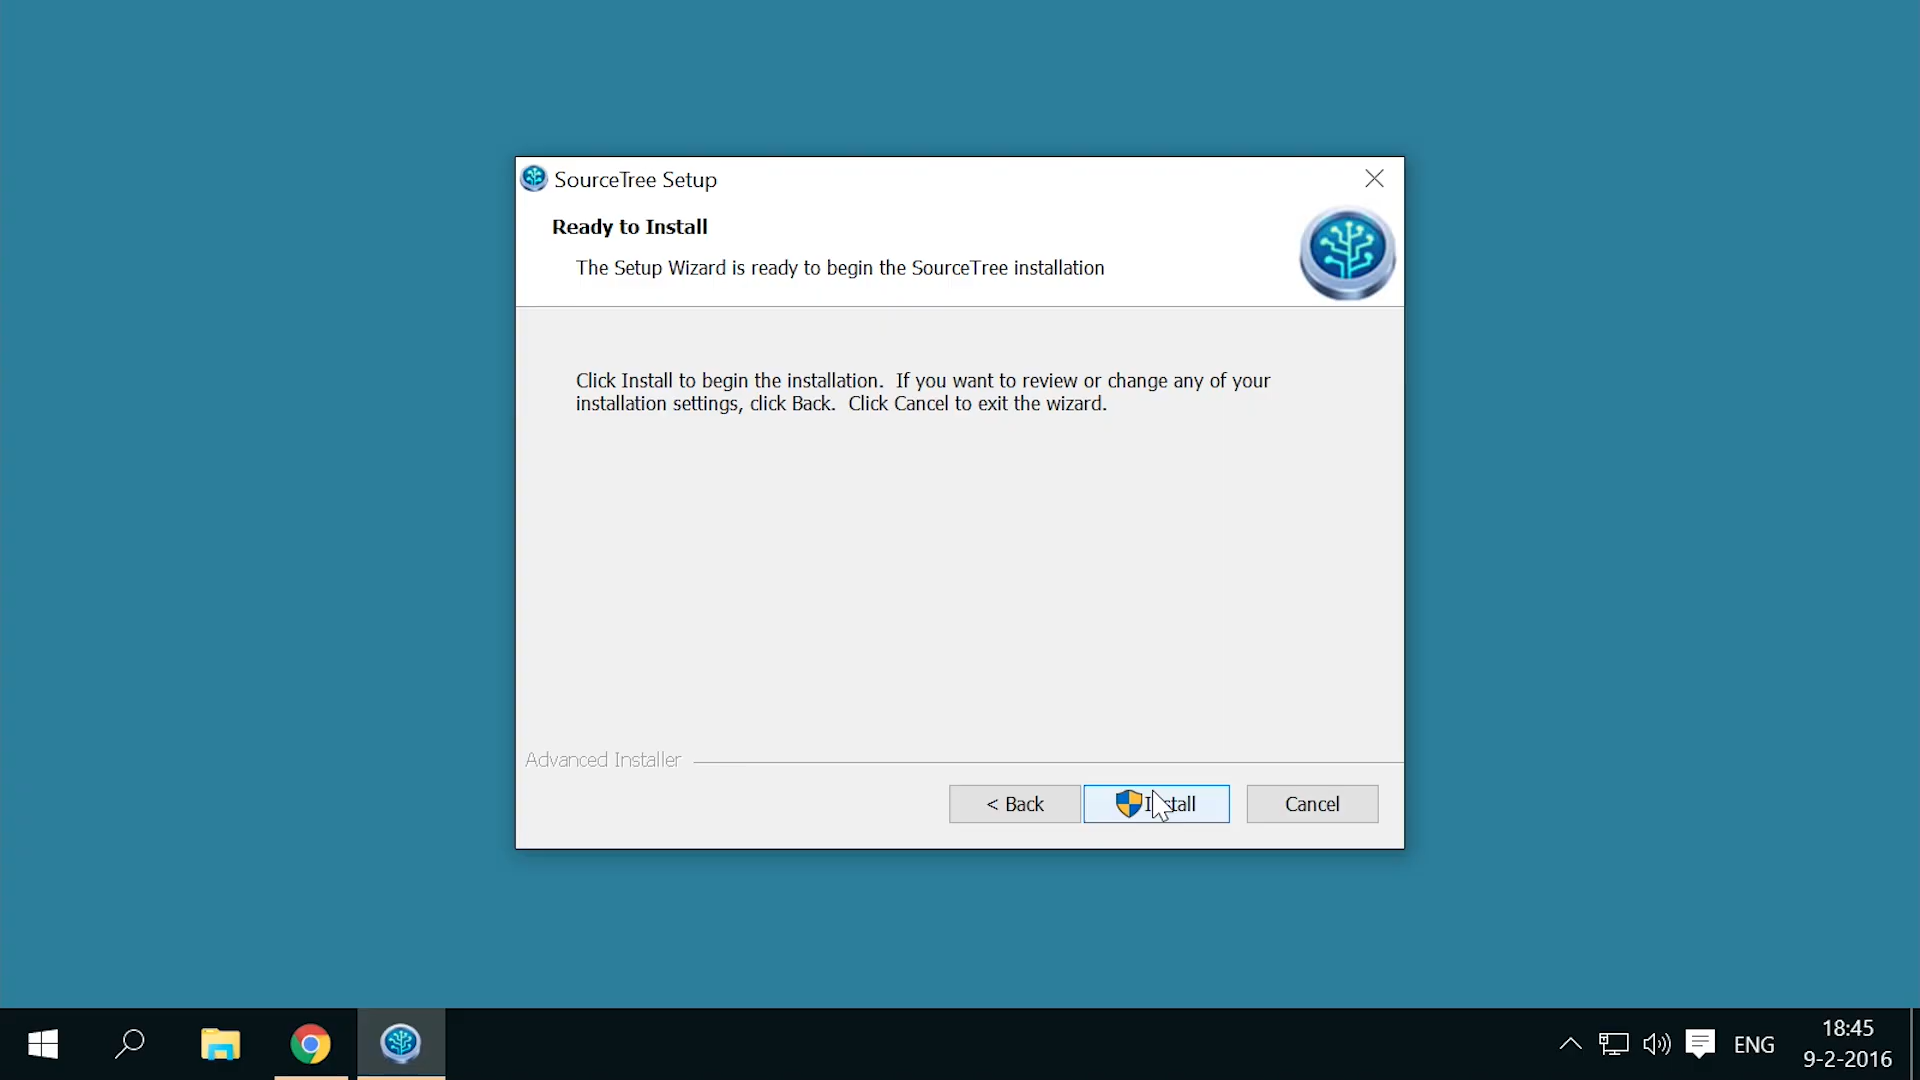 SourceTree Setup
Ready to Install
The Setup Wizard is ready to begin the SourceTree installation
Click Install to begin the installation.  If you want to review or change any of your
installation settings, click Back.  Click Cancel to exit the wizard.
Advanced Installer
< Back
Install
Cancel
ENG
18:45
9-2-2016